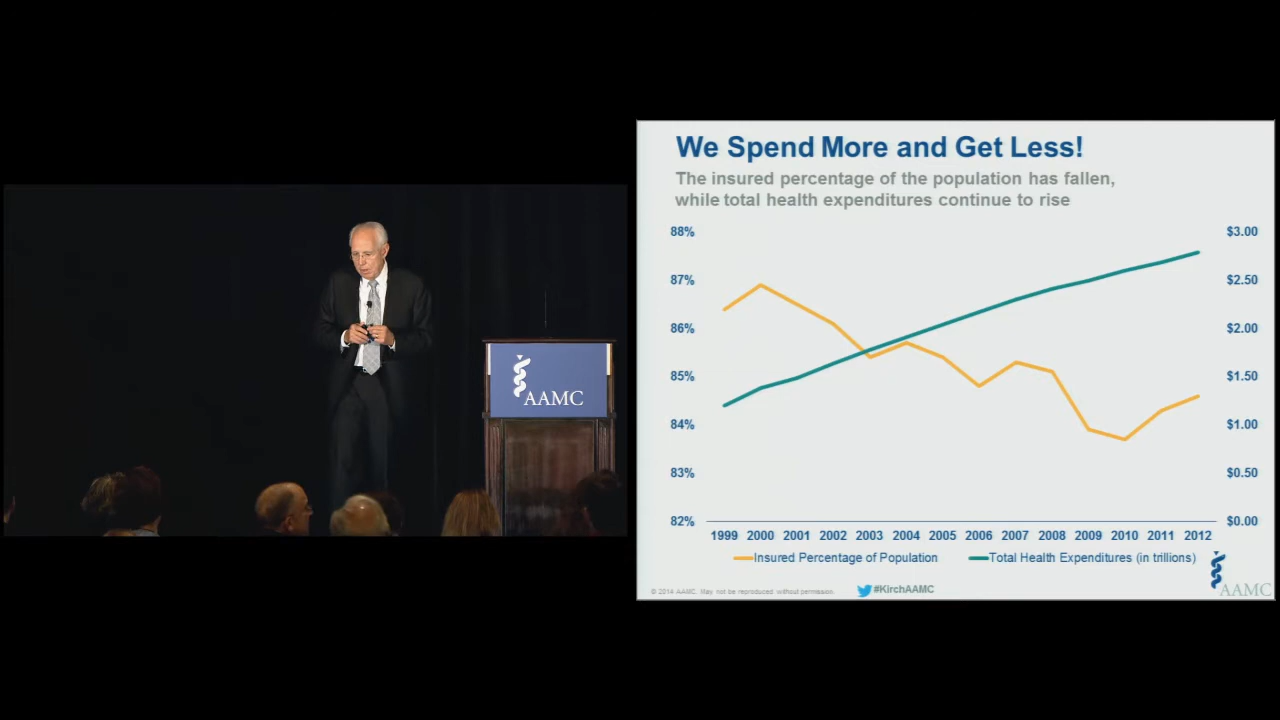 AAMC
We Spend More and Get Less!
The insured percentage of the population has fallen,
while total health expenditures continue to rise
88% $3.00
87% $2.50
86% $2.00
85% $1.50
84% $1.00
83% $0.50
82% $0.00
1999 2000 2001 2002 2003 2004 2005 2006 2007 2008 2009 2010 2011 2012
Insured Percentage of Population Total Health Expenditures (in trillions)
© 2014 AAMC. May not be reproduced without permission. #KirchAAMC AAMC